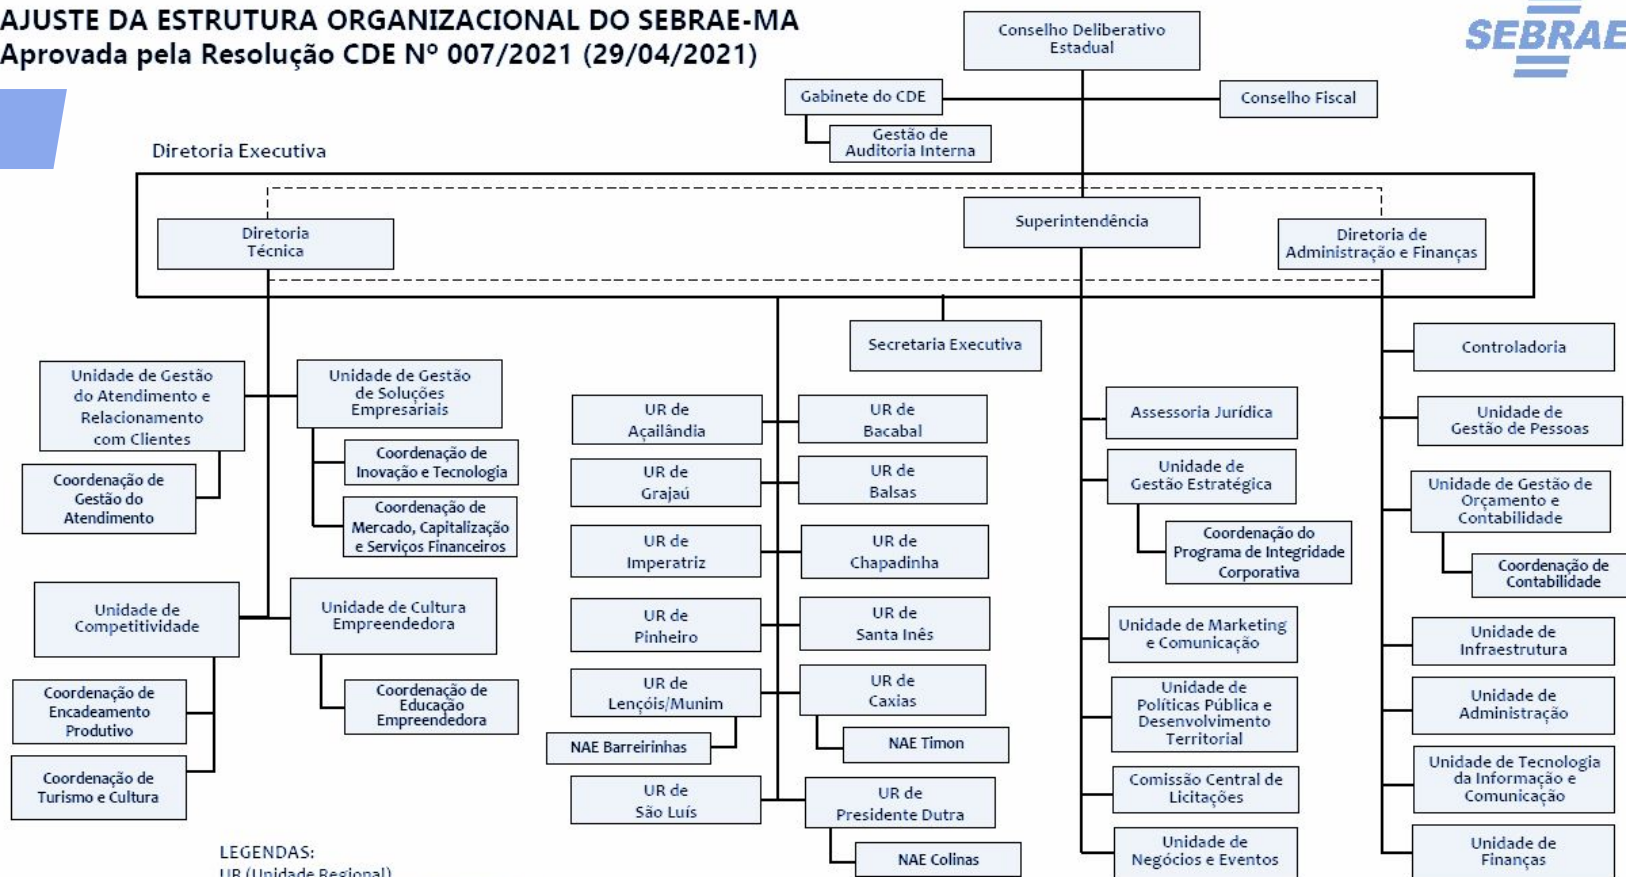 AJUSTE DA ESTRUTURA ORGANIZACIONAL DO SEBRAE-MA
Aprovada pela Resolução CDE Nº 007/2021 (29/04/2021)
SEBRAE
Conselho Deliberativo
Estadual
Gabinete do CDE
Conselho Fiscal
Gestão de
Auditoria Interna
Diretoria Executiva
Diretoria
Técnica
Superintendência
Diretoria de
Administração e Finanças
Secretaria Executiva
Unidade de Gestão
do Atendimento e
Relacionamento
com Clientes
Coordenação de
Gestão do
Atendimento
Unidade de Gestão
de Soluções
Empresariais
Coordenação de
Inovação e Tecnologia
Coordenação de
Mercado, Capitalização
e Serviços Financeiros
Unidade de
Competitividade
Coordenação de
Encadeamento
Produtivo
Coordenação de
Turismo e Cultura
Unidade de Cultura
Empreendedora
Coordenação de
Educação
Empreendedora
UR de
Açailândia
UR de
Bacabal
UR de
Grajaú
UR de
Balsas
UR de
Imperatriz
UR de
Chapadinha
UR de
Pinheiro
UR de
Santa Inês
UR de
Lençóis/Munim
UR de
Caxias
NAE Barreirinhas
NAE Timon
UR de
São Luís
UR de
Presidente Dutra
NAE Colinas
Assessoria Jurídica
Unidade de
Gestão Estratégica
Coordenação do
Programa de Integridade
Corporativa
Unidade de Marketing
e Comunicação
Unidade de
Políticas Pública e
Desenvolvimento
Territorial
Comissão Central de
Licitações
Unidade de
Negócios e Eventos
Controladoria
Unidade de
Gestão de Pessoas
Unidade de Gestão de
Orçamento e
Contabilidade
Coordenação de
Contabilidade
Unidade de
Infraestrutura
Unidade de
Administração
Unidade de Tecnologia
da Informação e
Comunicação
Unidade de
Finanças
LEGENDAS:
UR (Unidade Regional)